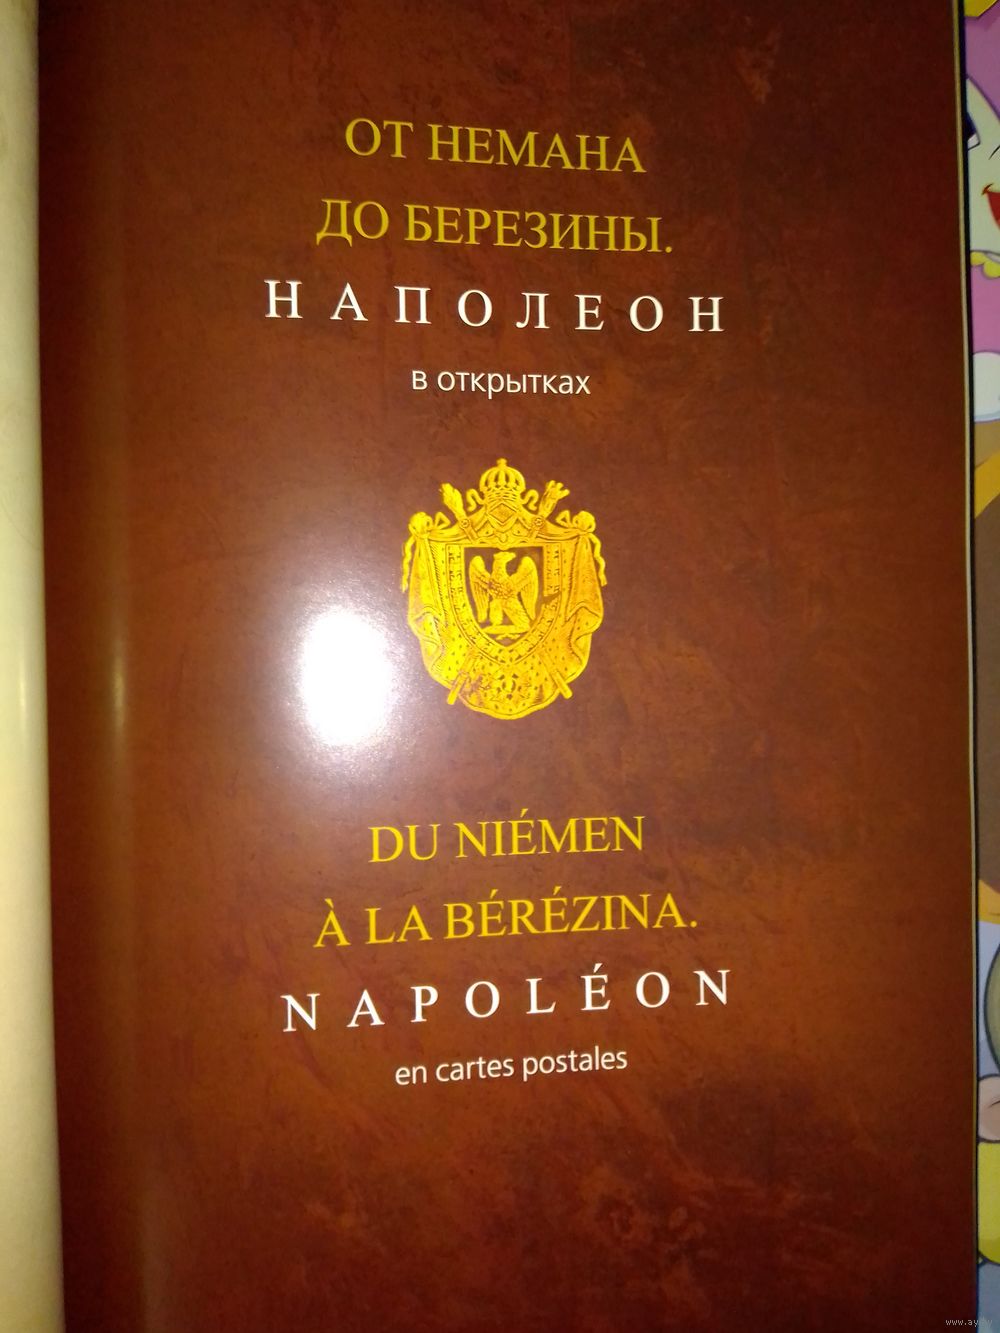 ОТ НЕМАНА
ДО БЕРЕЗИНЫ.
НАПОЛЕОН
в открытках
DU NIÉMEN
À LA BÉRÉZINA.
NAPOLÉON
en cartes postales